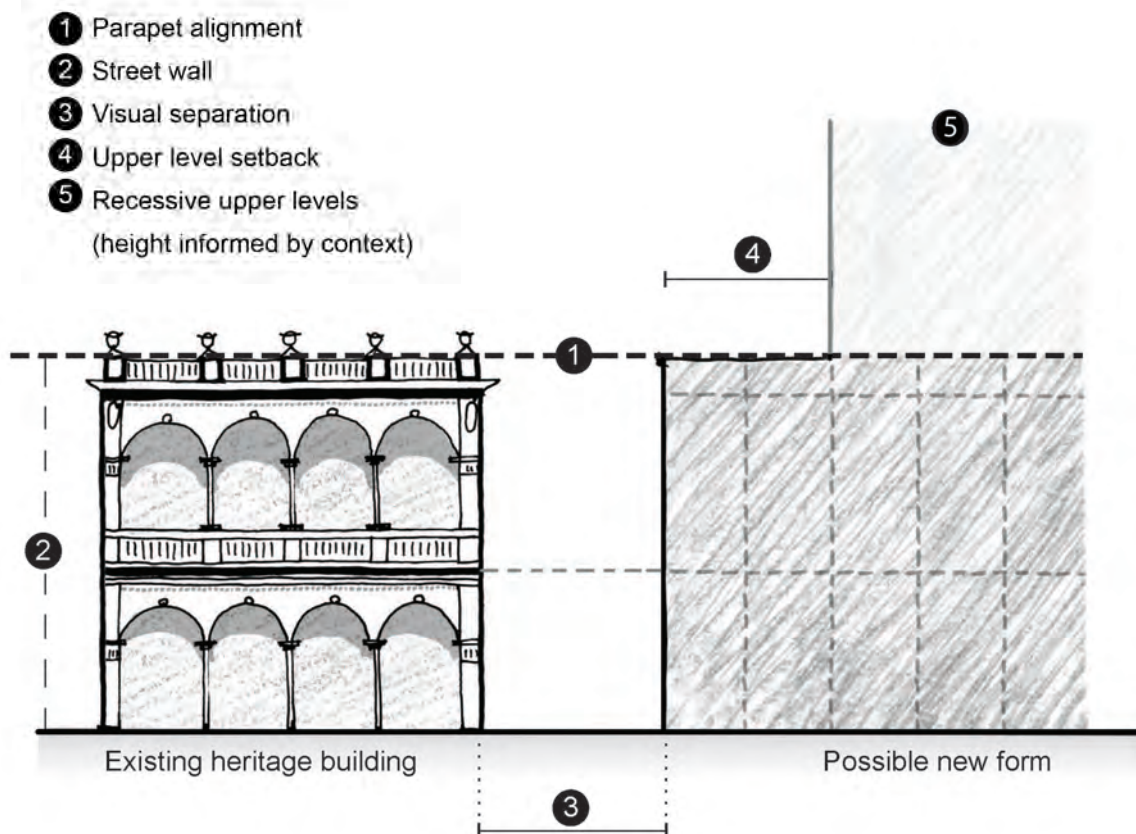 1 Parapet alignment
2 Street wall
3 Visual separation
4 Upper level setback
5 Recessive upper levels
(height informed by context)
5
4
1
2
Existing heritage building
Possible new form
3